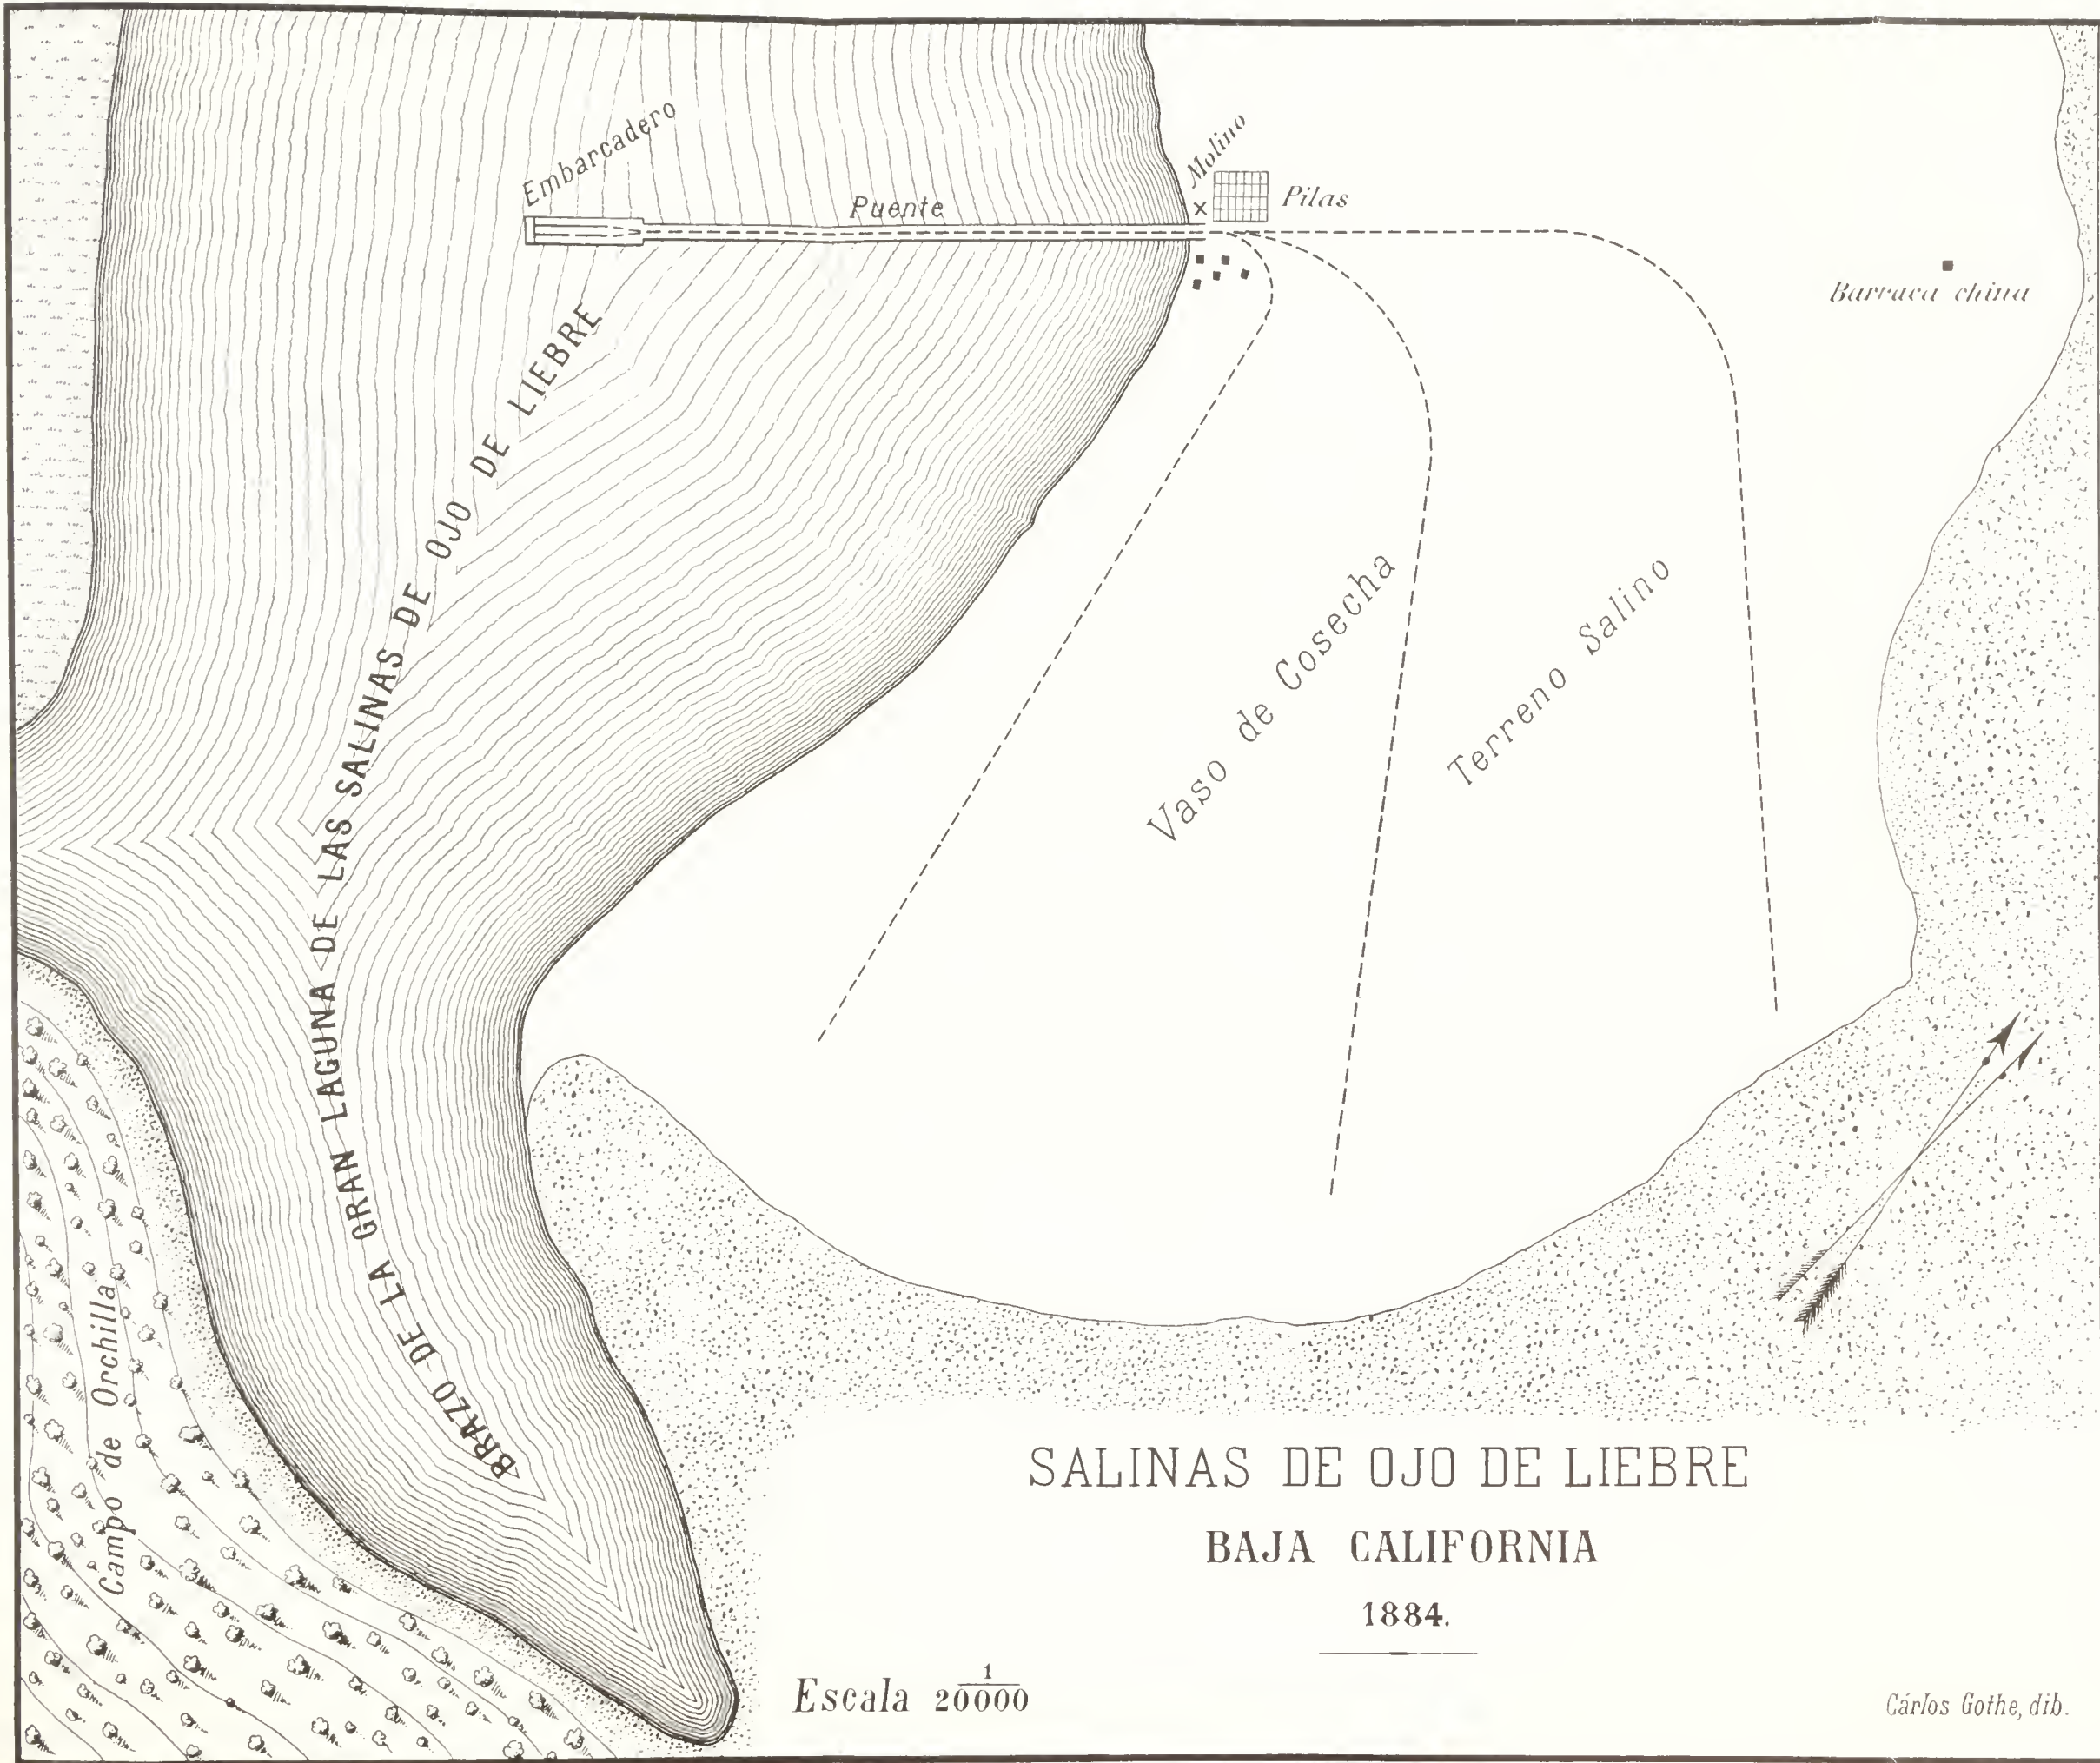 Embarcadero
Puente
Molino
x
Pilas
Barraca china
BRAZO DE LA GRAN LAGUNA DE LAS SALINAS DE OJO DE LIEBRE
Vaso de Cosecha
Terreno Salino
Campo de Orchilla
SALINAS DE OJO DE LIEBRE
BAJA CALIFORNIA
1884.
Escala 1/20000
Cárlos Gothe, dib.